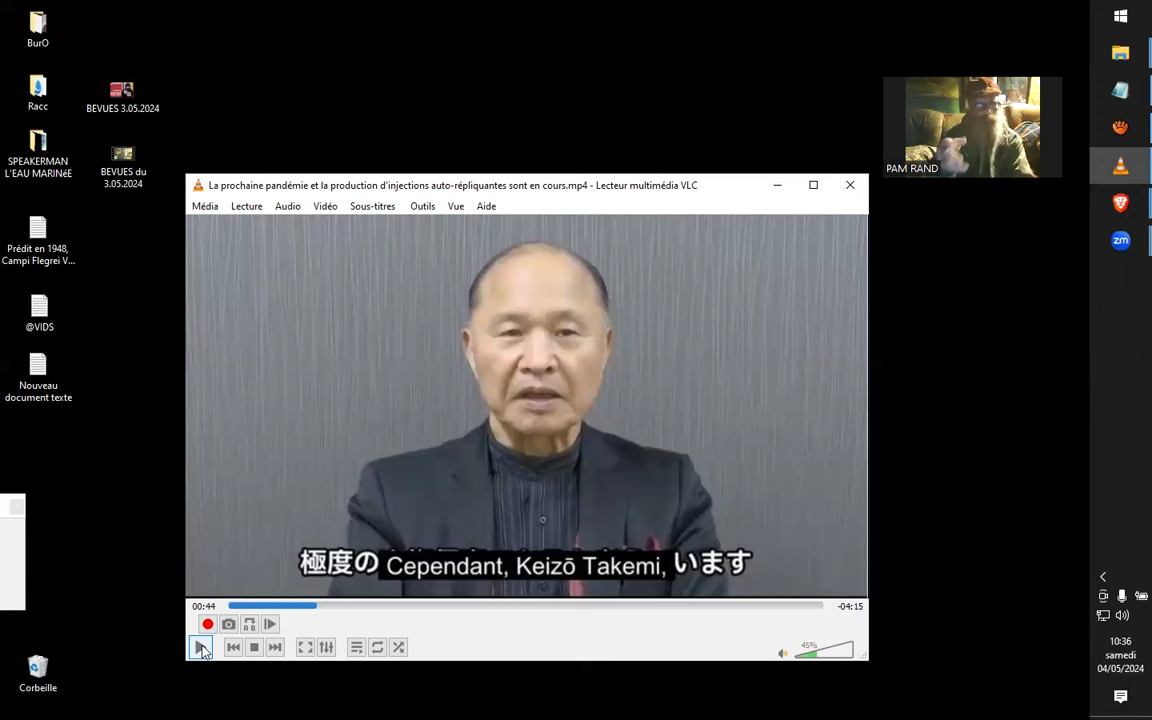 BurO
Racc
BEVUES 3.05.2024
SPEAKERMAN
L'EAU MARINéE
BEVUES du
3.05.2024
Prédit en 1948,
Campi Flegrei V...
@VIDS
Nouveau
document texte
Corbeille
La prochaine pandémie et la production d'injections auto-répliquantes sont en cours.mp4 - Lecteur multimédia VLC
Média Lecture Audio Vidéo Sous-titres Outils Vue Aide
極度の Cependant, Keizō Takemi, います
00:44 -04:15
45%
PAM RAND
zm
10:36
samedi
04/05/2024